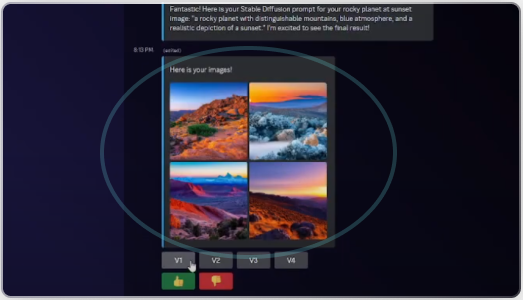 Fantastic! Here is your Stable Diffusion prompt for your rocky planet at sunset
image: "a rocky planet with distinguishable mountains, blue atmosphere, and a
realistic depiction of a sunset." I'm excited to see the final result!
8:13 PM (edited)
Here is your images!
V1 V2 V3 V4